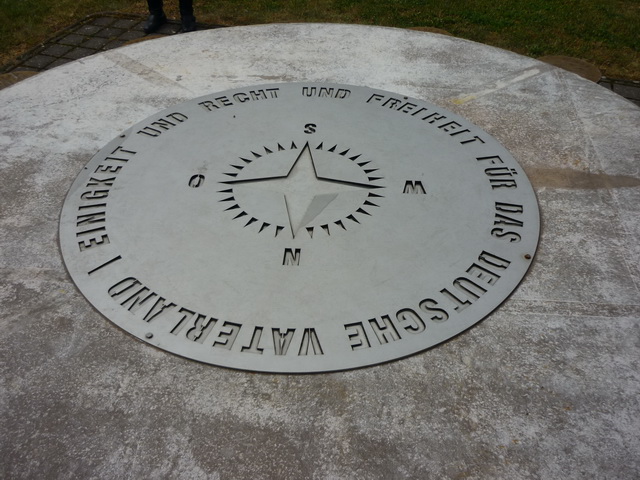 EINIGKEIT UND RECHT UND FREIHEIT FÜR DAS DEUTSCHE VATERLAND |
S
O
W
N